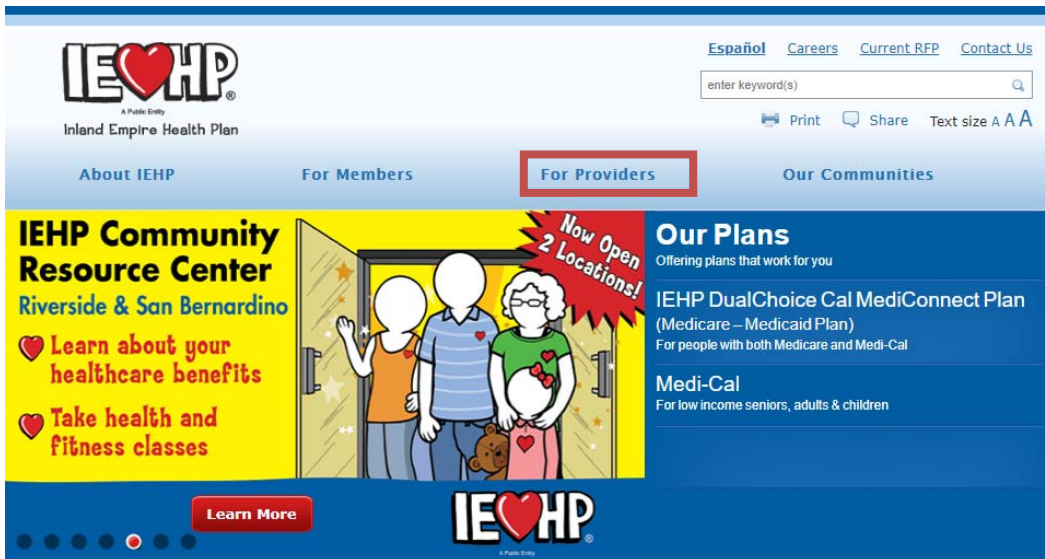 Español Careers Current RFP Contact Us
IEHP®
enter keyword(s)
A Public Entity
Inland Empire Health Plan
Print Share Text size A A A
About IEHP For Members For Providers Our Communities
IEHP Community
Resource Center
Riverside & San Bernardino
Learn about your
healthcare benefits
Take health and
fitness classes
Now Open
2 Locations!
Learn More
IEHP®
A Public Entity
Our Plans
Offering plans that work for you
IEHP DualChoice Cal MediConnect Plan
(Medicare – Medicaid Plan)
For people with both Medicare and Medi-Cal
Medi-Cal
For low income seniors, adults & children